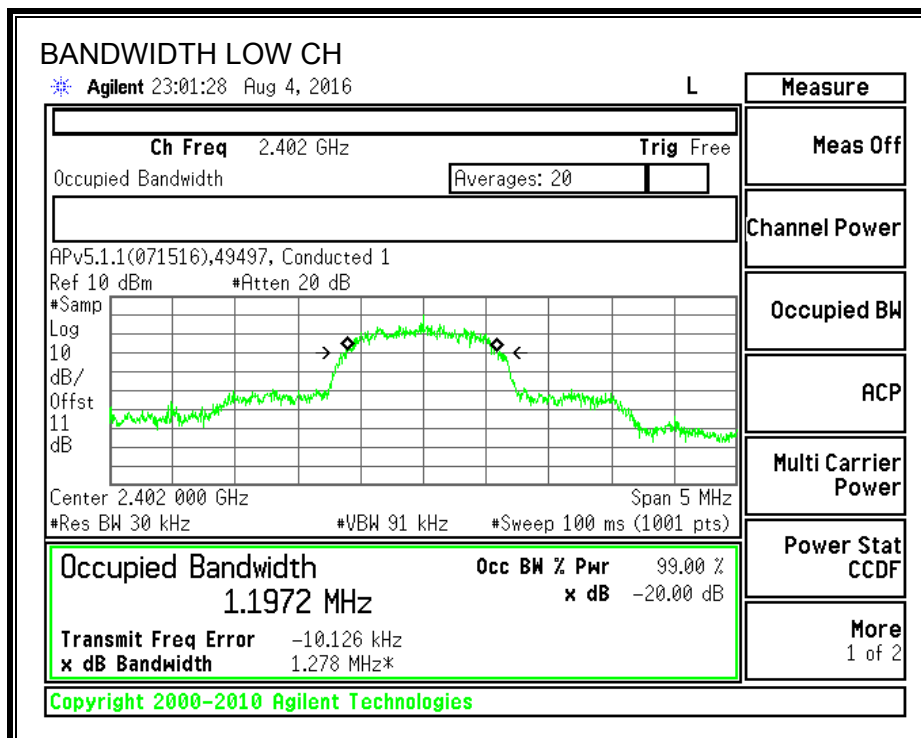 BANDWIDTH LOW CH
Agilent 23:01:28 Aug 4, 2016 L
Measure
Ch Freq 2.402 GHz Trig Free
Meas Off
Occupied Bandwidth Averages: 20
Channel Power
APv5.1.1(071516),49497, Conducted 1
Ref 10 dBm #Atten 20 dB
#Samp
Log
10
dB/
Offst
11
dB
Occupied BW
ACP
Multi Carrier
Power
Center 2.402 000 GHz Span 5 MHz
#Res BW 30 kHz #VBW 91 kHz #Sweep 100 ms (1001 pts)
Power Stat
CCDF
Occupied Bandwidth Occ BW % Pwr 99.00 %
1.1972 MHz x dB -20.00 dB
Transmit Freq Error -10.126 kHz
x dB Bandwidth 1.278 MHz*
More
1 of 2
Copyright 2000-2010 Agilent Technologies